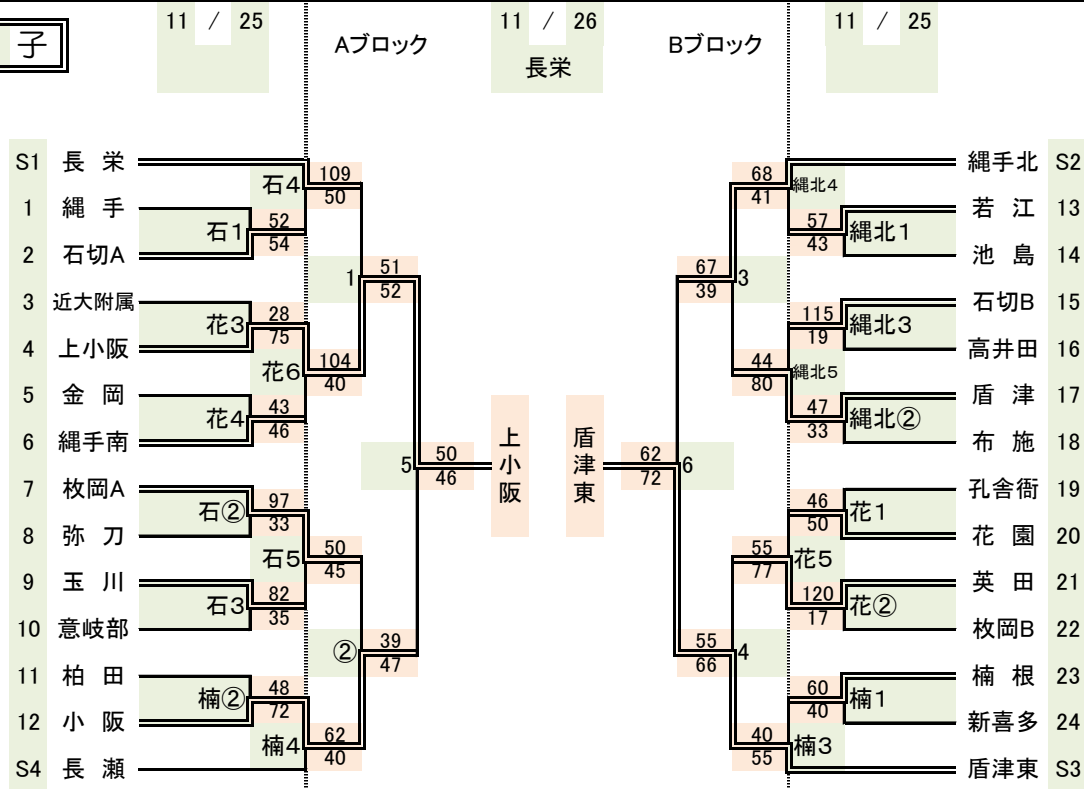 子
11 / 25
Aブロック
11 / 26
長栄
Bブロック
11 / 25
S1 長 栄
1 縄 手
2 石切A
3 近大附属
4 上小阪
5 金 岡
6 縄手南
7 枚岡A
8 弥 刀
9 玉 川
10 意岐部
11 柏 田
12 小 阪
S4 長 瀬
石1
52
54
花3
28
75
花4
43
46
石②
97
33
石3
82
35
楠②
48
72
石4
109
50
花6
104
40
石5
50
45
楠4
62
40
1
51
52
②
39
47
5
50
46
上小阪
盾津東
62
72
6
67
39
3
55
66
4
68
41
縄北4
44
80
縄北5
55
77
花5
40
55
楠3
57
43
縄北1
115
19
縄北3
47
33
縄北②
46
50
花1
120
17
花②
60
40
楠1
縄手北 S2
若 江 13
池 島 14
石切B 15
高井田 16
盾 津 17
布 施 18
孔舎衙 19
花 園 20
英 田 21
枚岡B 22
楠 根 23
新喜多 24
盾津東 S3